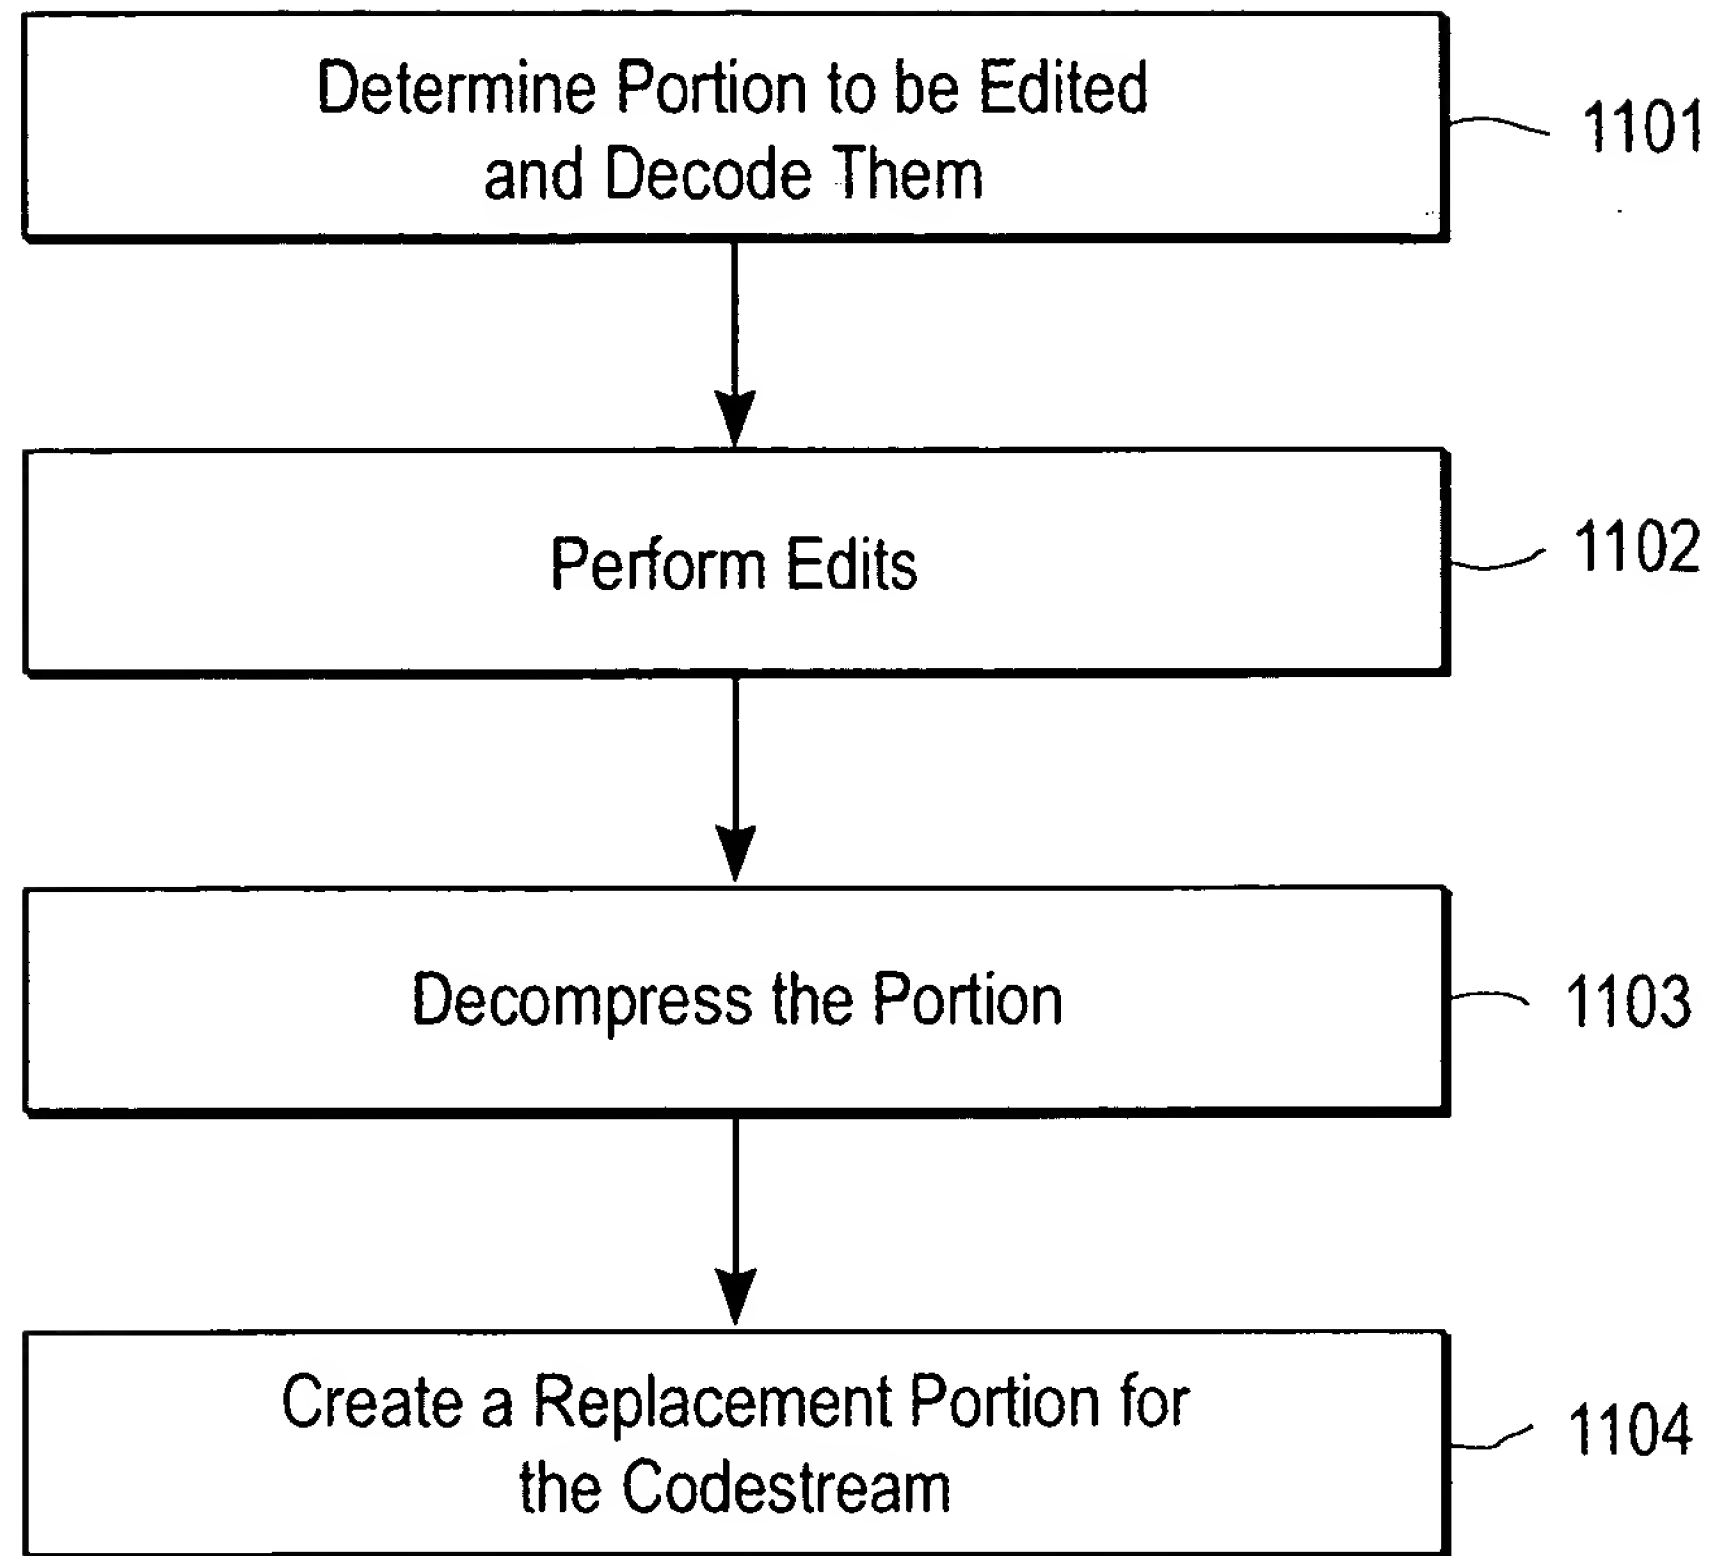 Determine Portion to be Edited
and Decode Them
1101
Perform Edits
1102
Decompress the Portion
1103
Create a Replacement Portion for
the Codestream
1104